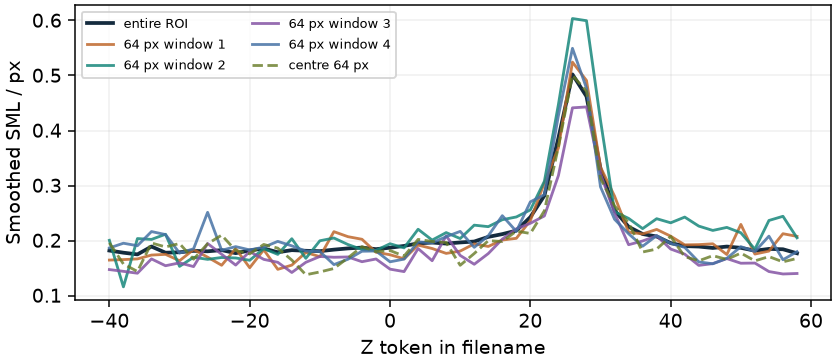 entire ROI
64 px window 1
64 px window 2
64 px window 3
64 px window 4
centre 64 px
Smoothed SML / px
0.6
0.5
0.4
0.3
0.2
0.1
−40
−20
0
20
40
60
Z token in filename